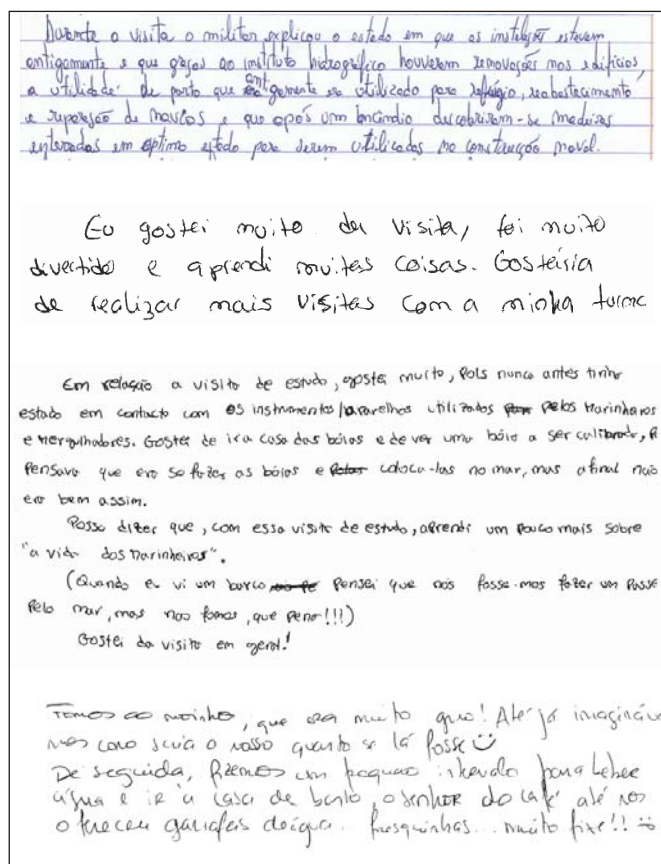 Durante a visita o militar explicou o estado em que as instalações estavam
antigamente e que graças ao instituto hidrográfico houveram renovações nos edifícios,
a utilidade do porto que antigamente era utilizado para refúgio, reabastecimento
e reparação de navios e que após um incêndio descobriram-se madeiras
enterradas em óptimo estado para serem utilizadas na construção naval.
Eu gostei muito da visita, foi muito
divertido e aprendi muitas coisas. Gostaria
de realizar mais visitas com a minha turma
Em relação a visita de estudo, gostei muito, pois nunca antes tinha
estado em contacto com os instrumentos/aparelhos utilizados pelos marinheiros
e mergulhadores. Gostei de ir a casa das bóias e de ver uma bóia a ser calibrada, p
pensava que era so fazer as bóias e coloca-las no mar, mas afinal não
era bem assim.
Posso dizer que, com essa visita de estudo, aprendi um pouco mais sobre
"a vida dos marinheiros".
(Quando eu vi um barco pensei que nós fosse-mos fazer um passe
pelo mar, mas nao fomos, que pena!!!)
Gostei da visita em geral!
Fomos ao moinho, que era muito giro! Até já imagináva
mos como seria o nosso quarto se lá fosse
De seguida, fizemos um pequeno intervalo para beber
água e ir à casa de banho, o senhor do café até nos
ofreceu garrafas de água fresquinhas... muito fixe!!